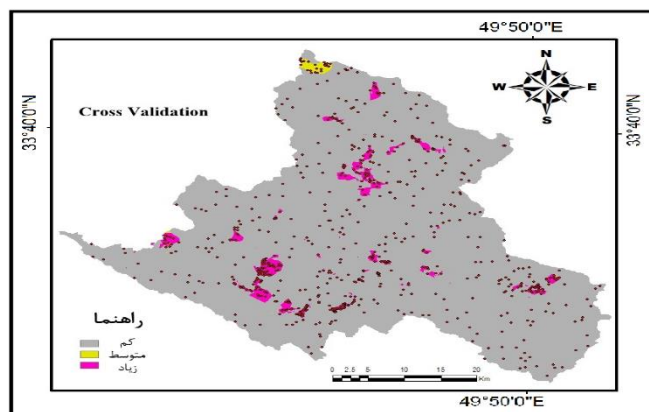 49°50'0"E
N
W E
S
33°40'0"N
33°40'0"N
Cross Validation
راهنما
کم
متوسط
زیاد
0 2.5 5 10 15 20
Km
49°50'0"E